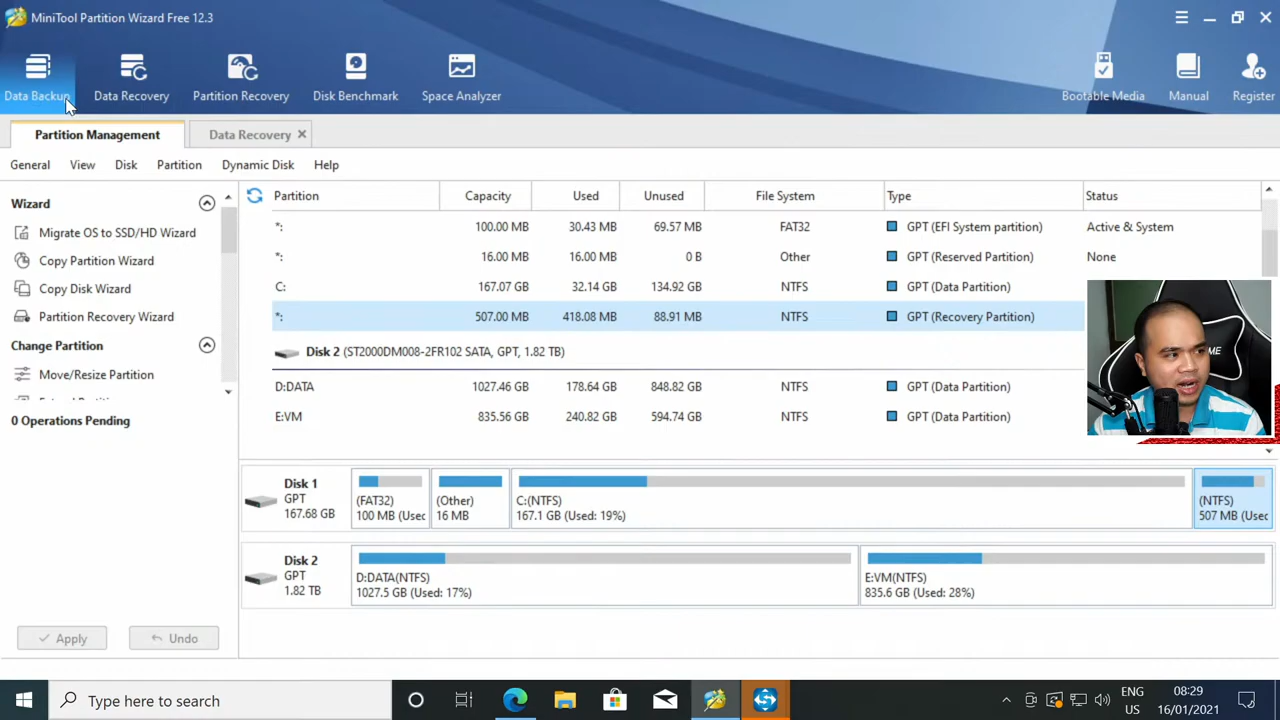 MiniTool Partition Wizard Free 12.3
Data Backup
Data Recovery
Partition Recovery
Disk Benchmark
Space Analyzer
Bootable Media
Manual
Register
Partition Management
Data Recovery
General View Disk Partition Dynamic Disk Help
Wizard
Migrate OS to SSD/HD Wizard
Copy Partition Wizard
Copy Disk Wizard
Partition Recovery Wizard
Change Partition
Move/Resize Partition
0 Operations Pending
Apply
Undo
Partition Capacity Used Unused File System Type Status
*: 100.00 MB 30.43 MB 69.57 MB FAT32 GPT (EFI System partition) Active & System
*: 16.00 MB 16.00 MB 0 B Other GPT (Reserved Partition) None
C: 167.07 GB 32.14 GB 134.92 GB NTFS GPT (Data Partition)
*: 507.00 MB 418.08 MB 88.91 MB NTFS GPT (Recovery Partition)
Disk 2 (ST2000DM008-2FR102 SATA, GPT, 1.82 TB)
D:DATA 1027.46 GB 178.64 GB 848.82 GB NTFS GPT (Data Partition)
E:VM 835.56 GB 240.82 GB 594.74 GB NTFS GPT (Data Partition)
Disk 1
GPT
167.68 GB
(FAT32)
100 MB (Used
(Other)
16 MB
C:(NTFS)
167.1 GB (Used: 19%)
(NTFS)
507 MB (Used
Disk 2
GPT
1.82 TB
D:DATA(NTFS)
1027.5 GB (Used: 17%)
E:VM(NTFS)
835.6 GB (Used: 28%)
Type here to search
ENG
US
08:29
16/01/2021